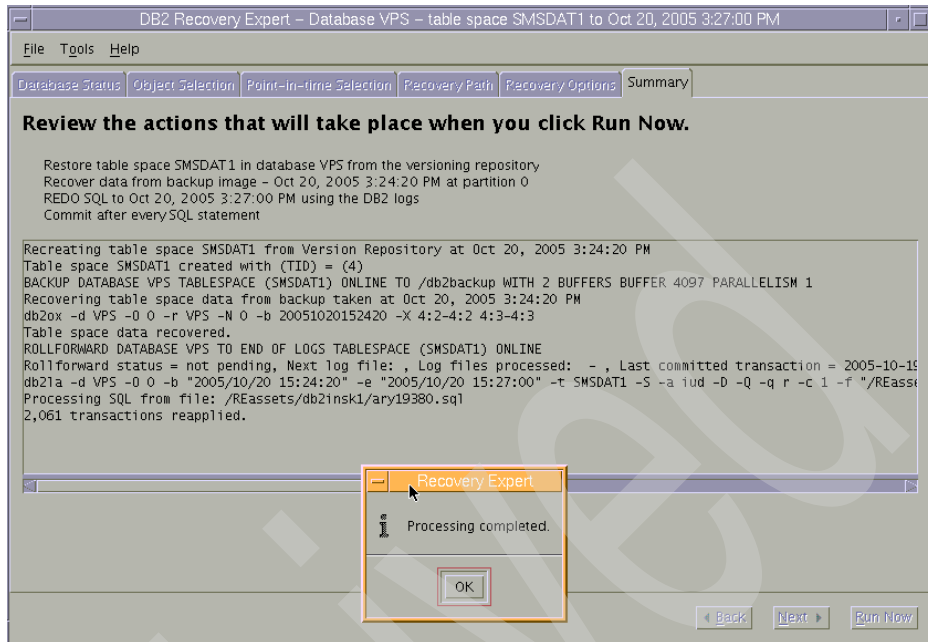 DB2 Recovery Expert – Database VPS – table space SMSDAT1 to Oct 20, 2005 3:27:00 PM
File Tools Help
Database Status Object Selection Point-in-time Selection Recovery Path Recovery Options Summary
Review the actions that will take place when you click Run Now.
Restore table space SMSDAT1 in database VPS from the versioning repository
Recover data from backup image - Oct 20, 2005 3:24:20 PM at partition 0
REDO SQL to Oct 20, 2005 3:27:00 PM using the DB2 logs
Commit after every SQL statement
Recreating table space SMSDAT1 from Version Repository at Oct 20, 2005 3:24:20 PM
Table space SMSDAT1 created with (TID) = (4)
BACKUP DATABASE VPS TABLESPACE (SMSDAT1) ONLINE TO /db2backup WITH 2 BUFFERS BUFFER 4097 PARALLELISM 1
Recovering table space data from backup taken at Oct 20, 2005 3:24:20 PM
db2ox -d VPS -O 0 -r VPS -N 0 -b 20051020152420 -X 4:2-4:2 4:3-4:3
Table space data recovered.
ROLLFORWARD DATABASE VPS TO END OF LOGS TABLESPACE (SMSDAT1) ONLINE
Rollforward status = not pending, Next log file: , Log files processed:  - , Last committed transaction = 2005-10-19
db2la -d VPS -O 0 -b "2005/10/20 15:24:20" -e "2005/10/20 15:27:00" -t SMSDAT1 -S -a iud -D -Q -q r -c 1 -f "/REasse
Processing SQL from file: /REassets/db2insk1/ary19380.sql
2,061 transactions reapplied.
Recovery Expert
Processing completed.
OK
Back Next Run Now